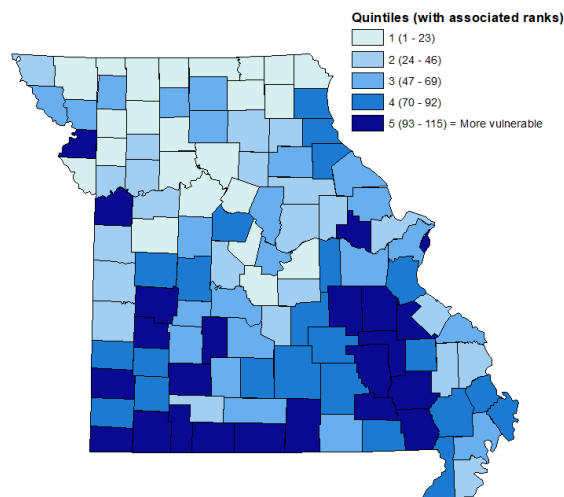 Quintiles (with associated ranks)
1 (1 - 23)
2 (24 - 46)
3 (47 - 69)
4 (70 - 92)
5 (93 - 115) = More vulnerable